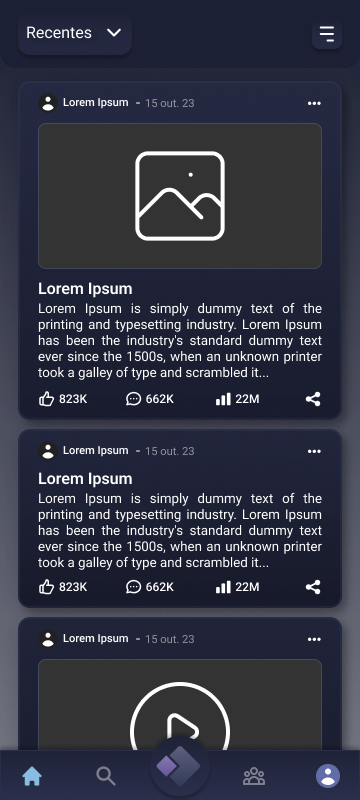 Recentes
Lorem Ipsum - 15 out. 23
Lorem Ipsum
Lorem Ipsum is simply dummy text of the
printing and typesetting industry. Lorem Ipsum
has been the industry's standard dummy text
ever since the 1500s, when an unknown printer
took a galley of type and scrambled it...
823K 662K 22M
Lorem Ipsum - 15 out. 23
Lorem Ipsum
Lorem Ipsum is simply dummy text of the
printing and typesetting industry. Lorem Ipsum
has been the industry's standard dummy text
ever since the 1500s, when an unknown printer
took a galley of type and scrambled it...
823K 662K 22M
Lorem Ipsum - 15 out. 23